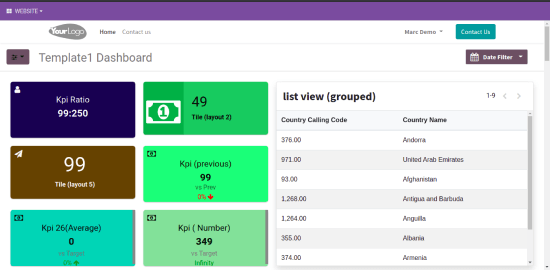 WEBSITE
YourLogo
Home
Contact us
Marc Demo
Contact Us
Template1 Dashboard
Date Filter
Kpi Ratio
99:250
49
Tile (layout 2)
99
Tile (layout 5)
Kpi (previous)
99
vs Prev
0%
Kpi 26(Average)
0
vs Target
0%
Kpi ( Number)
349
vs Target
Infinity
list view (grouped)
1-9
Country Calling Code Country Name
376.00 Andorra
971.00 United Arab Emirates
93.00 Afghanistan
1,268.00 Antigua and Barbuda
1,264.00 Anguilla
355.00 Albania
374.00 Armenia